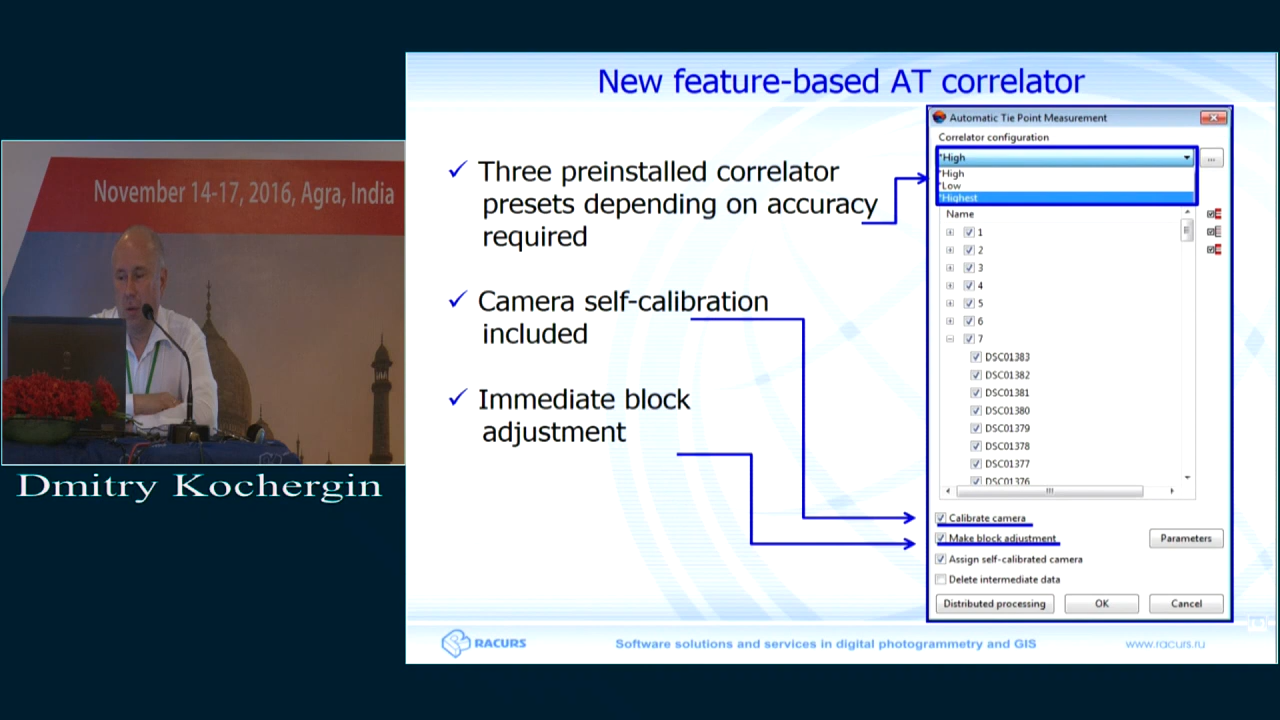 November 14-17, 2016, Agra, India
Dmitry Kochergin
New feature-based AT correlator
✓ Three preinstalled correlator
presets depending on accuracy
required
✓ Camera self-calibration
included
✓ Immediate block
adjustment
Automatic Tie Point Measurement
Correlator configuration
*High
...
*High
*Low
*Highest
Name
1
2
3
4
5
6
7
DSC01383
DSC01382
DSC01381
DSC01380
DSC01379
DSC01378
DSC01377
DSC01376
Calibrate camera
Make block adjustment
Parameters
Assign self-calibrated camera
Delete intermediate data
Distributed processing
OK
Cancel
RACURS
Software solutions and services in digital photogrammetry and GIS
www.racurs.ru